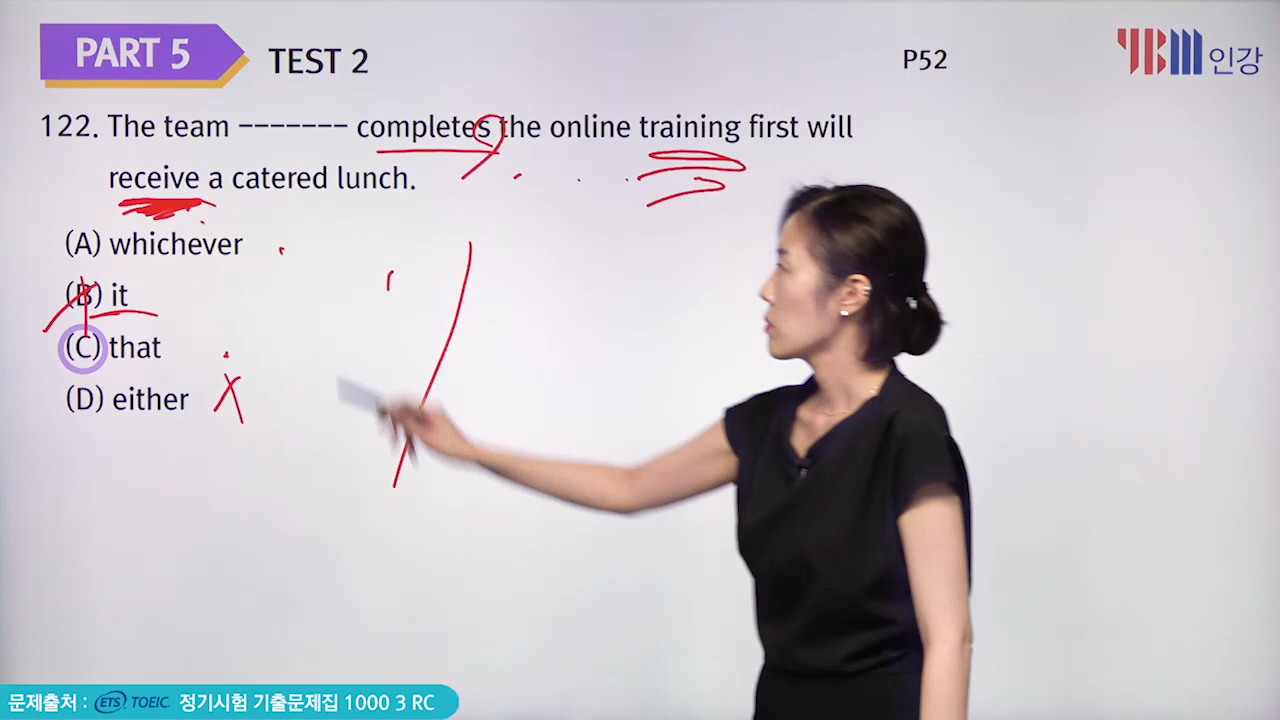 PART 5
TEST 2
P52
YBM 인강
122. The team ------- completes the online training first will
receive a catered lunch.
(A) whichever
(B) it
(C) that
(D) either
문제출처 : ETS TOEIC. 정기시험 기출문제집 1000 3 RC